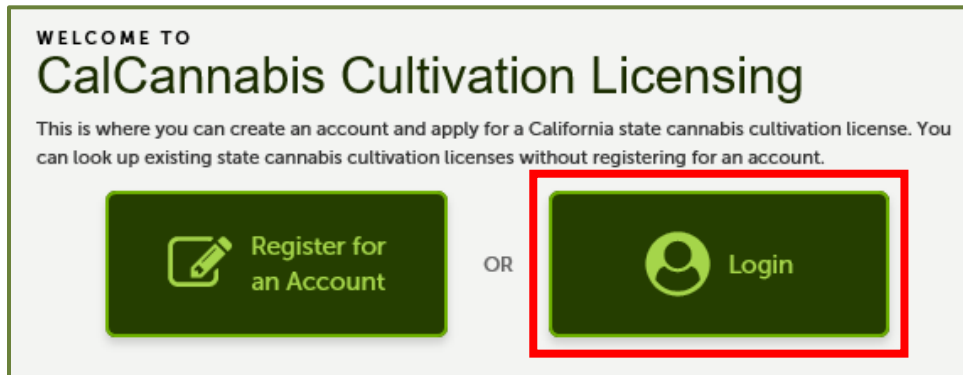 WELCOME TO
CalCannabis Cultivation Licensing
This is where you can create an account and apply for a California state cannabis cultivation license. You
can look up existing state cannabis cultivation licenses without registering for an account.
Register for
an Account
OR
Login